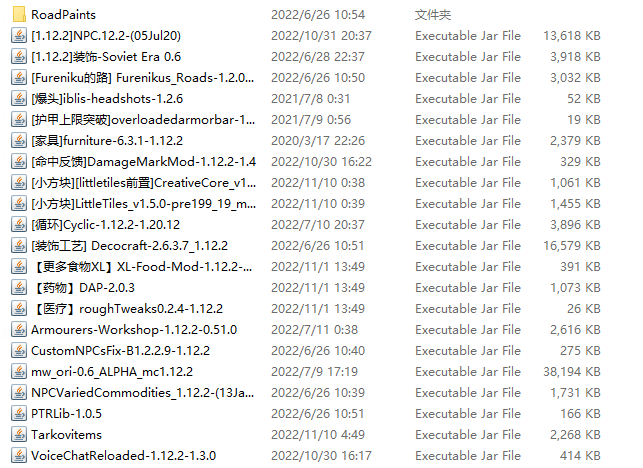 RoadPaints 2022/6/26 10:54 文件夹
[1.12.2]NPC.12.2-(05Jul20) 2022/10/31 20:37 Executable Jar File 13,618 KB
[1.12.2]装饰-Soviet Era 0.6 2022/6/28 22:37 Executable Jar File 3,918 KB
[Fureniku的路] Furenikus_Roads-1.2.0... 2022/6/26 10:50 Executable Jar File 3,032 KB
[爆头]iblis-headshots-1.2.6 2021/7/8 0:31 Executable Jar File 52 KB
[护甲上限突破]overloadedarmorbar-1... 2021/7/9 0:56 Executable Jar File 19 KB
[家具]furniture-6.3.1-1.12.2 2020/3/17 22:26 Executable Jar File 2,379 KB
[命中反馈]DamageMarkMod-1.12.2-1.4 2022/10/30 16:22 Executable Jar File 329 KB
[小方块][littletiles前置]CreativeCore_v1... 2022/11/10 0:38 Executable Jar File 1,061 KB
[小方块]LittleTiles_v1.5.0-pre199_19_m... 2022/11/10 0:39 Executable Jar File 1,455 KB
[循环]Cyclic-1.12.2-1.20.12 2022/7/10 20:37 Executable Jar File 3,896 KB
[装饰工艺] Decocraft-2.6.3.7_1.12.2 2022/6/26 10:51 Executable Jar File 16,579 KB
【更多食物XL】XL-Food-Mod-1.12.2-... 2022/11/1 13:49 Executable Jar File 391 KB
【药物】DAP-2.0.3 2022/11/1 13:49 Executable Jar File 1,073 KB
【医疗】roughTweaks0.2.4-1.12.2 2022/11/1 13:49 Executable Jar File 26 KB
Armourers-Workshop-1.12.2-0.51.0 2022/7/11 0:38 Executable Jar File 2,616 KB
CustomNPCsFix-B1.2.2.9-1.12.2 2022/6/26 10:40 Executable Jar File 275 KB
mw_ori-0.6_ALPHA_mc1.12.2 2022/7/9 17:19 Executable Jar File 38,194 KB
NPCVariedCommodities_1.12.2-(13Ja... 2022/6/26 10:39 Executable Jar File 1,731 KB
PTRLib-1.0.5 2022/6/26 10:51 Executable Jar File 166 KB
Tarkovitems 2022/11/10 4:49 Executable Jar File 2,268 KB
VoiceChatReloaded-1.12.2-1.3.0 2022/10/30 16:17 Executable Jar File 414 KB